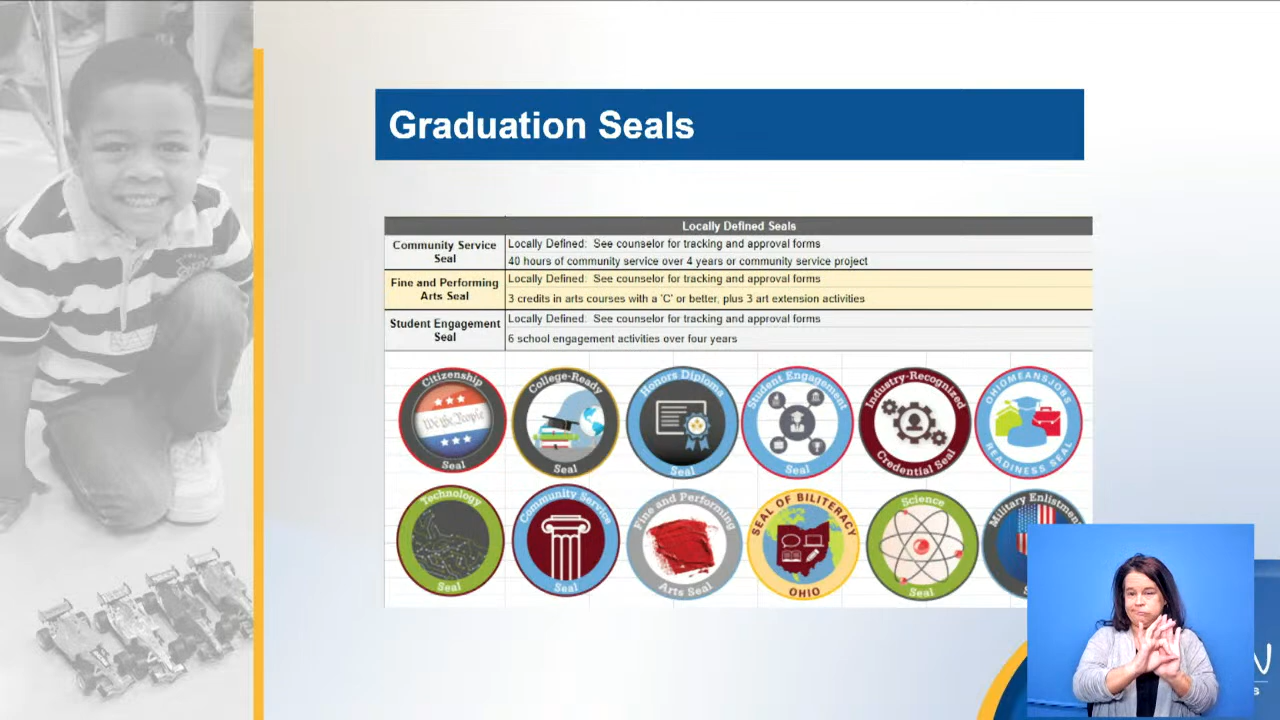 Graduation Seals
Locally Defined Seals
Community Service
Seal
Locally Defined: See counselor for tracking and approval forms
40 hours of community service over 4 years or community service project
Fine and Performing
Arts Seal
Locally Defined: See counselor for tracking and approval forms
3 credits in arts courses with a 'C' or better, plus 3 art extension activities
Student Engagement
Seal
Locally Defined: See counselor for tracking and approval forms
6 school engagement activities over four years
Citizenship
We the People
Seal
College-Ready
Seal
Honors Diploma
Seal
Student Engagement
Seal
Industry-Recognized
Credential Seal
OHIOMEANSJOBS
READINESS SEAL
Technology
Seal
Community Service
Seal
Fine and Performing
Arts Seal
SEAL OF BILITERACY
OHIO
Science
Seal
Military Enlistment